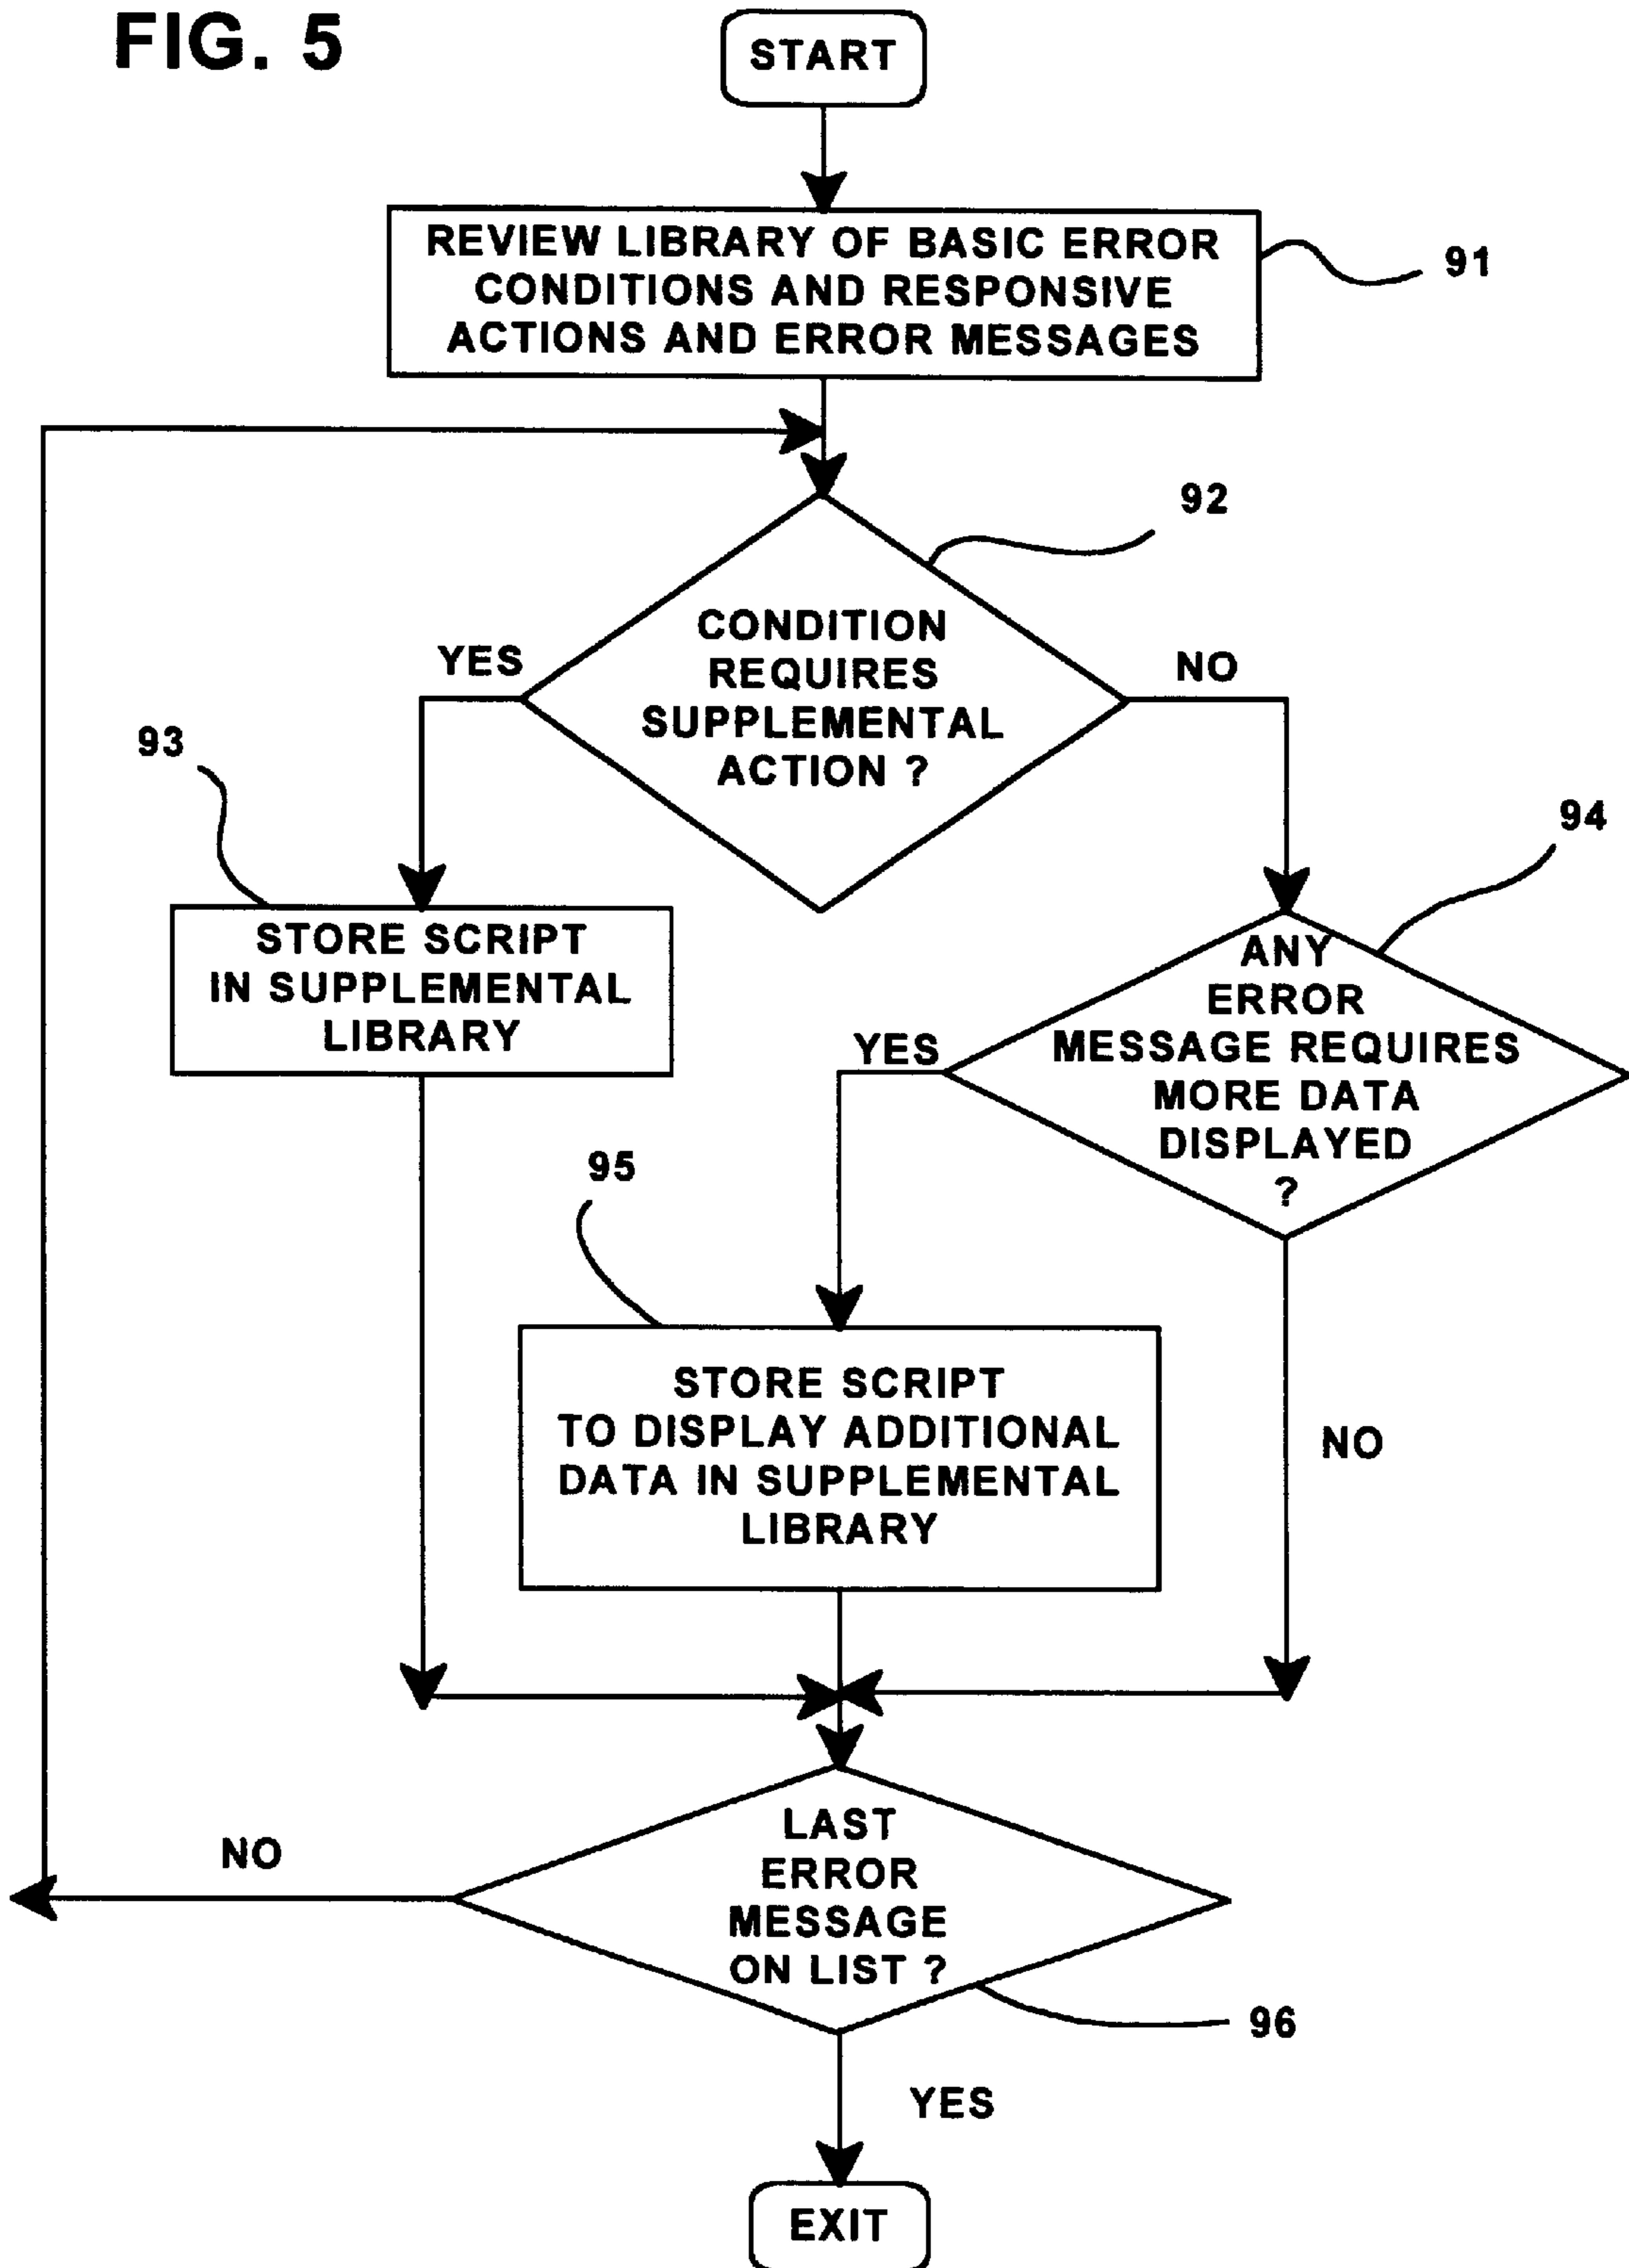 FIG. 5
START
REVIEW LIBRARY OF BASIC ERROR
CONDITIONS AND RESPONSIVE
ACTIONS AND ERROR MESSAGES
91
92
CONDITION
REQUIRES
SUPPLEMENTAL
ACTION ?
YES
NO
93
STORE SCRIPT
IN SUPPLEMENTAL
LIBRARY
94
ANY
ERROR
MESSAGE REQUIRES
MORE DATA
DISPLAYED
?
YES
95
STORE SCRIPT
TO DISPLAY ADDITIONAL
DATA IN SUPPLEMENTAL
LIBRARY
NO
LAST
ERROR
MESSAGE
ON LIST ?
NO
96
YES
EXIT